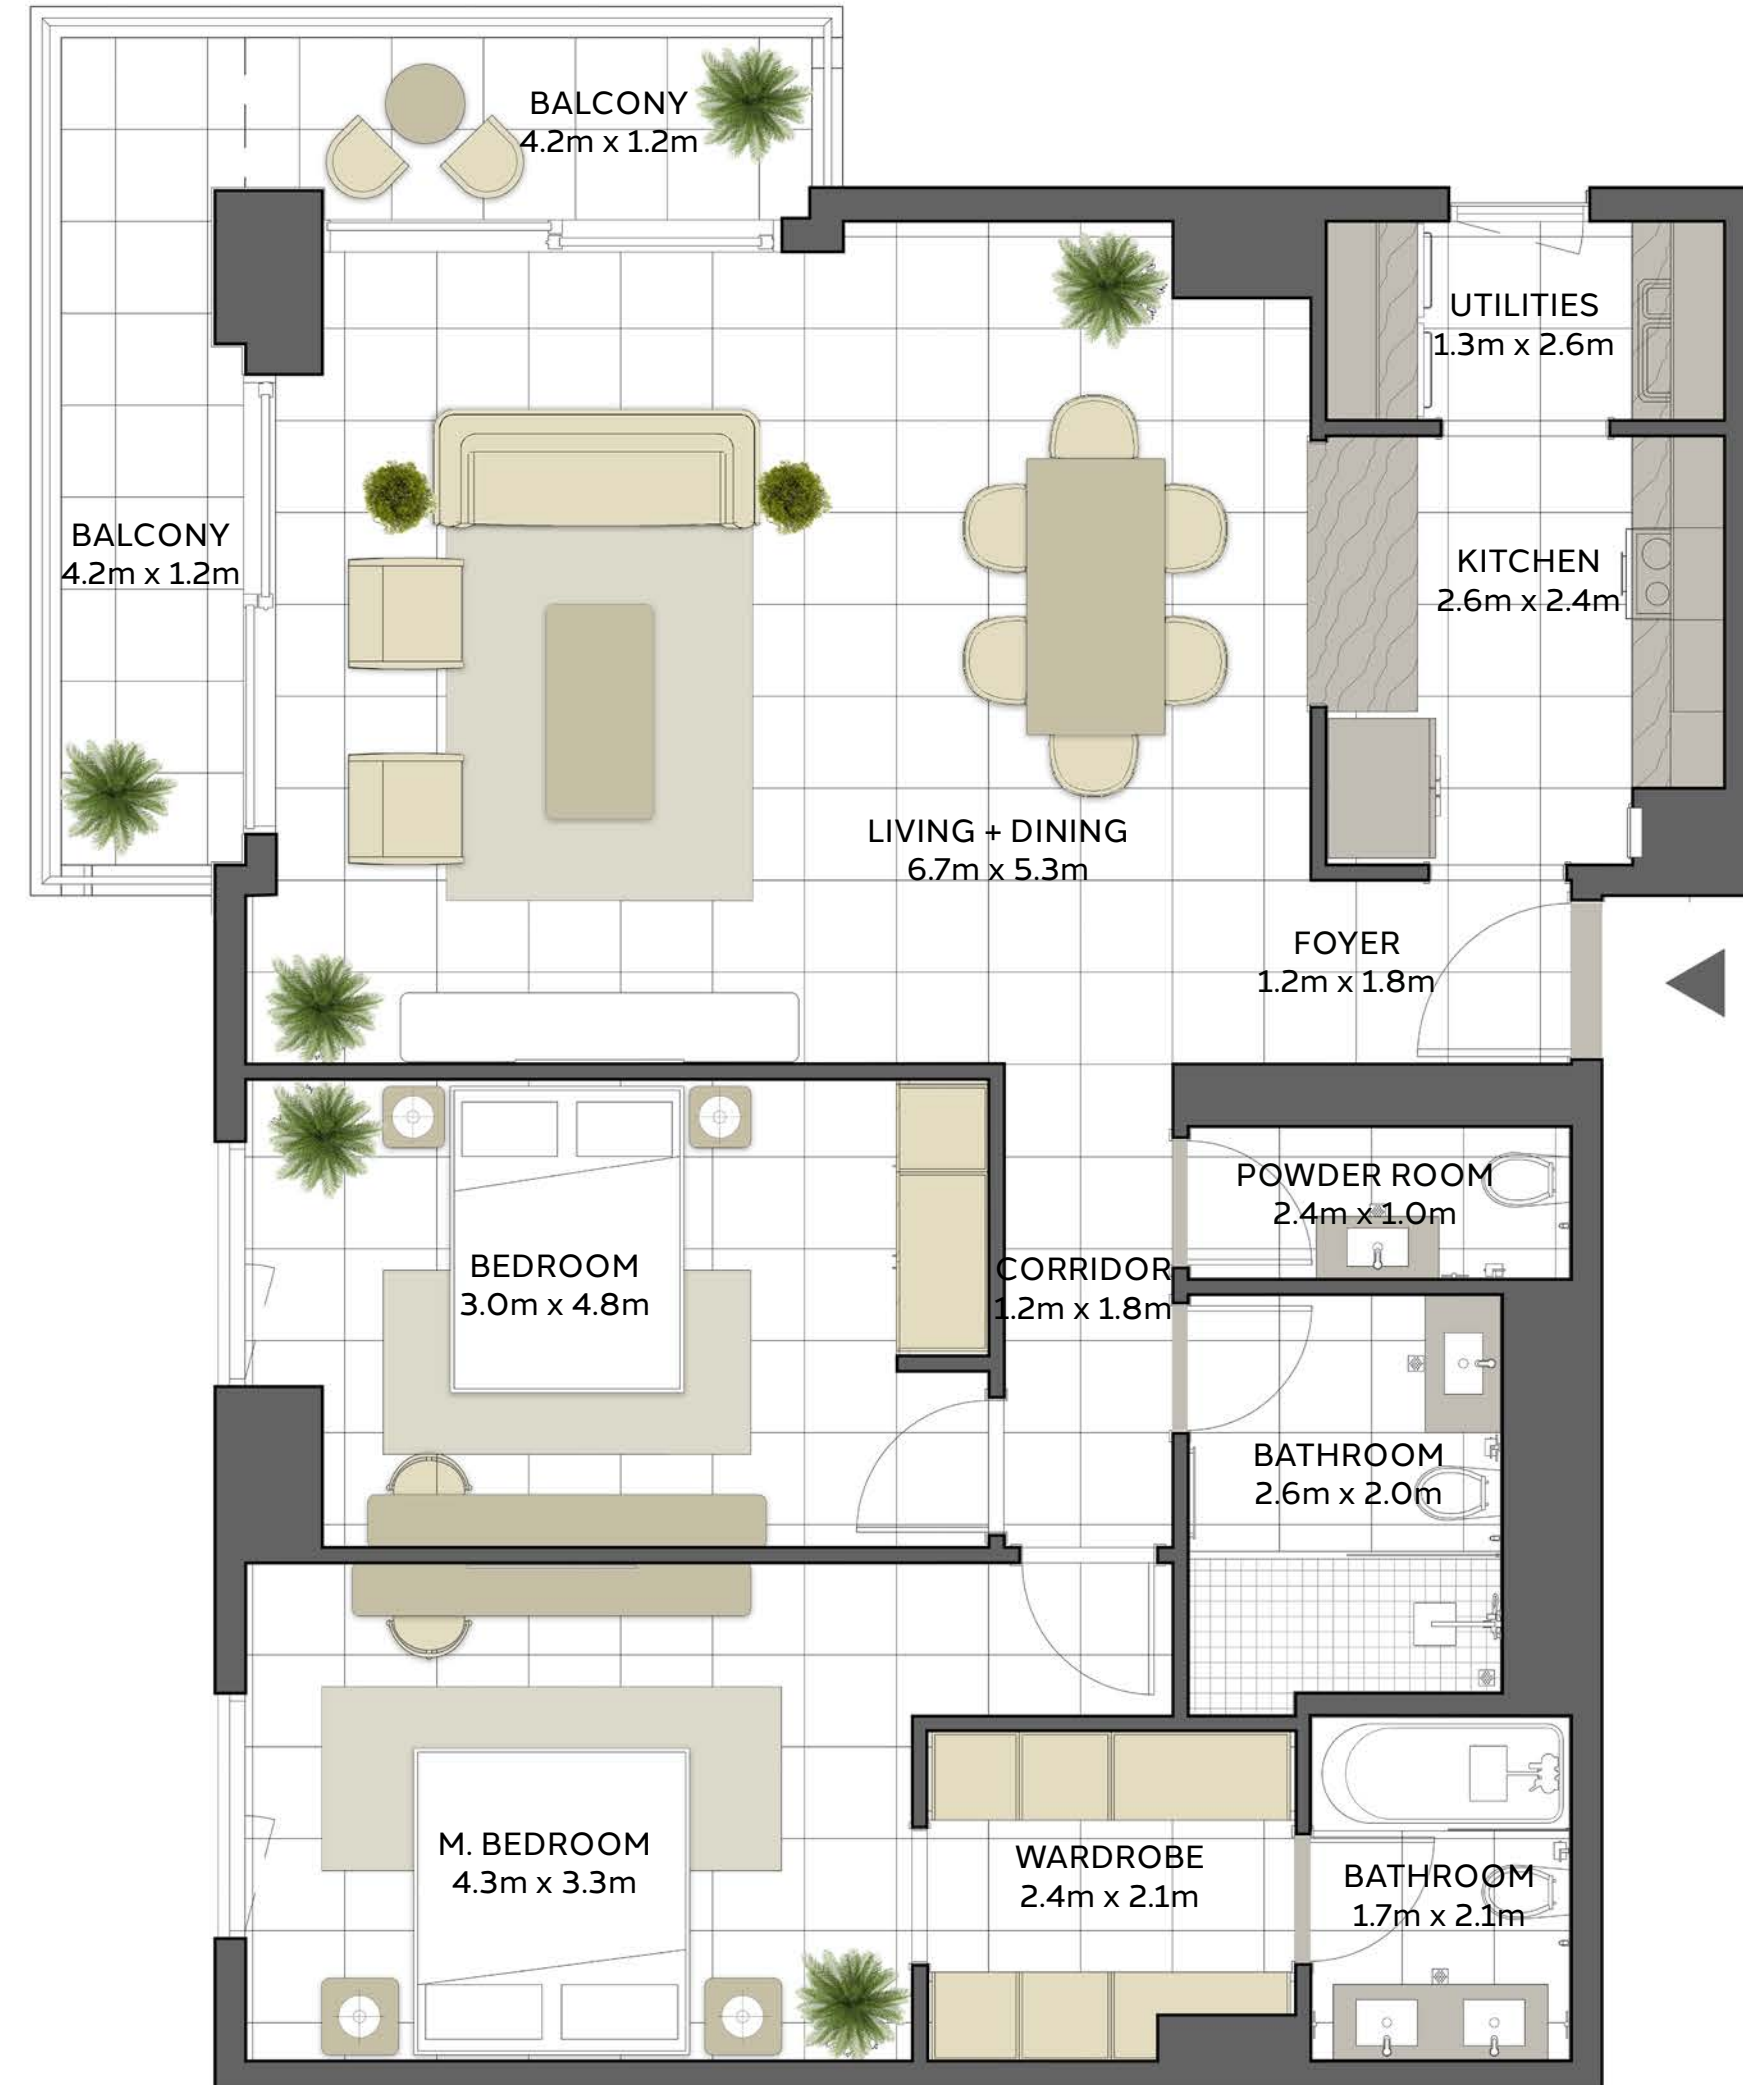 BALCONY
4.2m x 1.2m
UTILITIES
1.3m x 2.6m
BALCONY
4.2m x 1.2m
KITCHEN
2.6m x 2.4m
LIVING + DINING
6.7m x 5.3m
FOYER
1.2m x 1.8m
POWDER ROOM
2.4m x 1.0m
BEDROOM
3.0m x 4.8m
CORRIDOR
1.2m x 1.8m
BATHROOM
2.6m x 2.0m
M. BEDROOM
4.3m x 3.3m
WARDROBE
2.4m x 2.1m
BATHROOM
1.7m x 2.1m